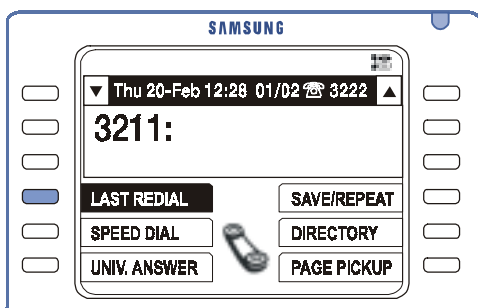 SAMSUNG
Thu 20-Feb 12:28 01/02 3222
3211:
LAST REDIAL SAVE/REPEAT
SPEED DIAL DIRECTORY
UNIV. ANSWER PAGE PICKUP